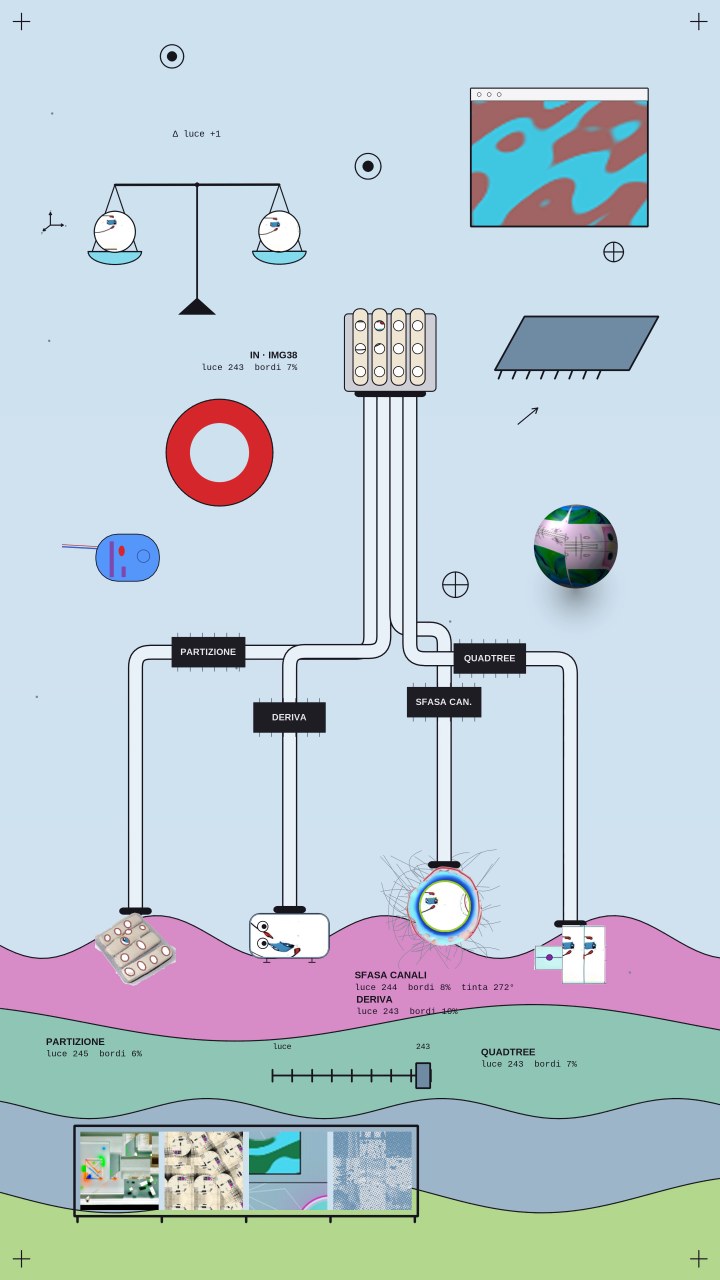 Δ luce +1
IN · IMG38
luce 243  bordi 7%
PARTIZIONE
QUADTREE
SFASA CAN.
DERIVA
SFASA CANALI
luce 244  bordi 8%  tinta 272°
DERIVA
luce 243  bordi 10%
PARTIZIONE
luce 245  bordi 6%
luce
243
QUADTREE
luce 243  bordi 7%